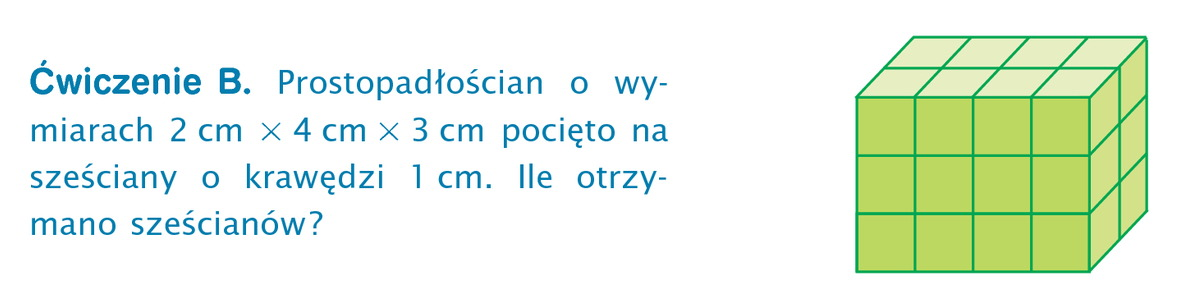 Ćwiczenie B. Prostopadłościan o wy-
miarach 2 cm × 4 cm × 3 cm pocięto na
sześciany o krawędzi 1 cm. Ile otrzy-
mano sześcianów?